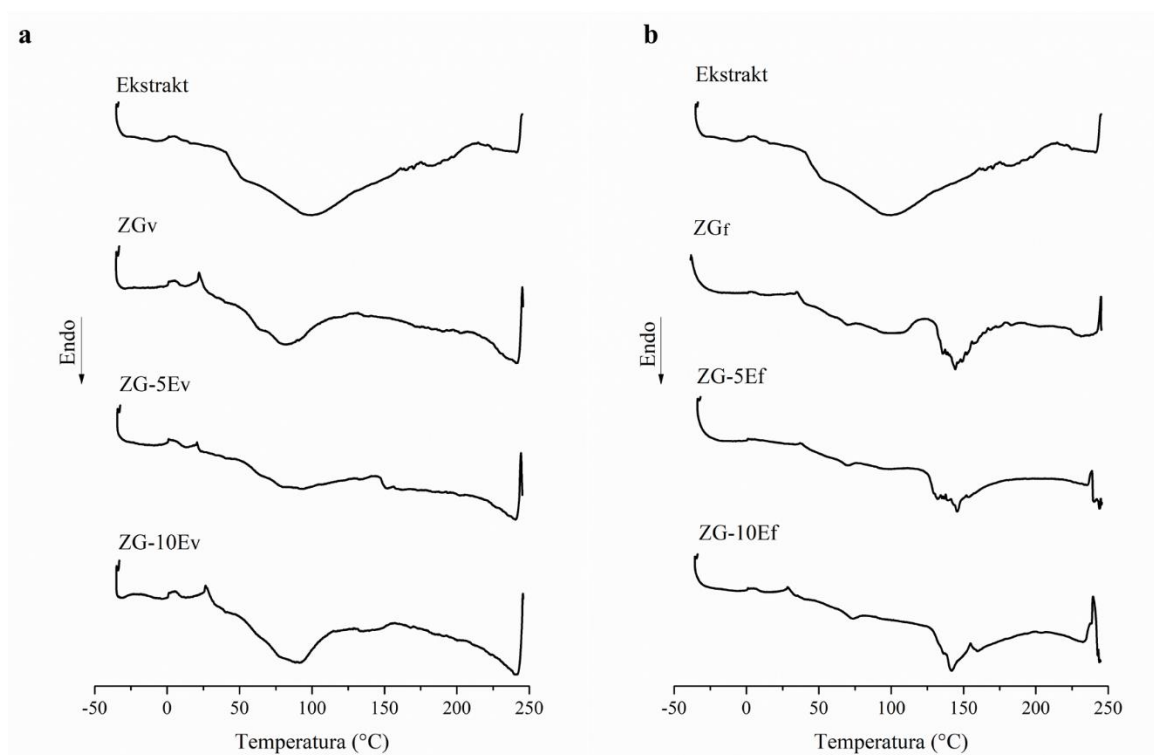 a
Ekstrakt
ZGv
Endo
ZG-5Ev
ZG-10Ev
-50 0 50 100 150 200 250
Temperatura (°C)
b
Ekstrakt
ZGf
Endo
ZG-5Ef
ZG-10Ef
-50 0 50 100 150 200 250
Temperatura (°C)